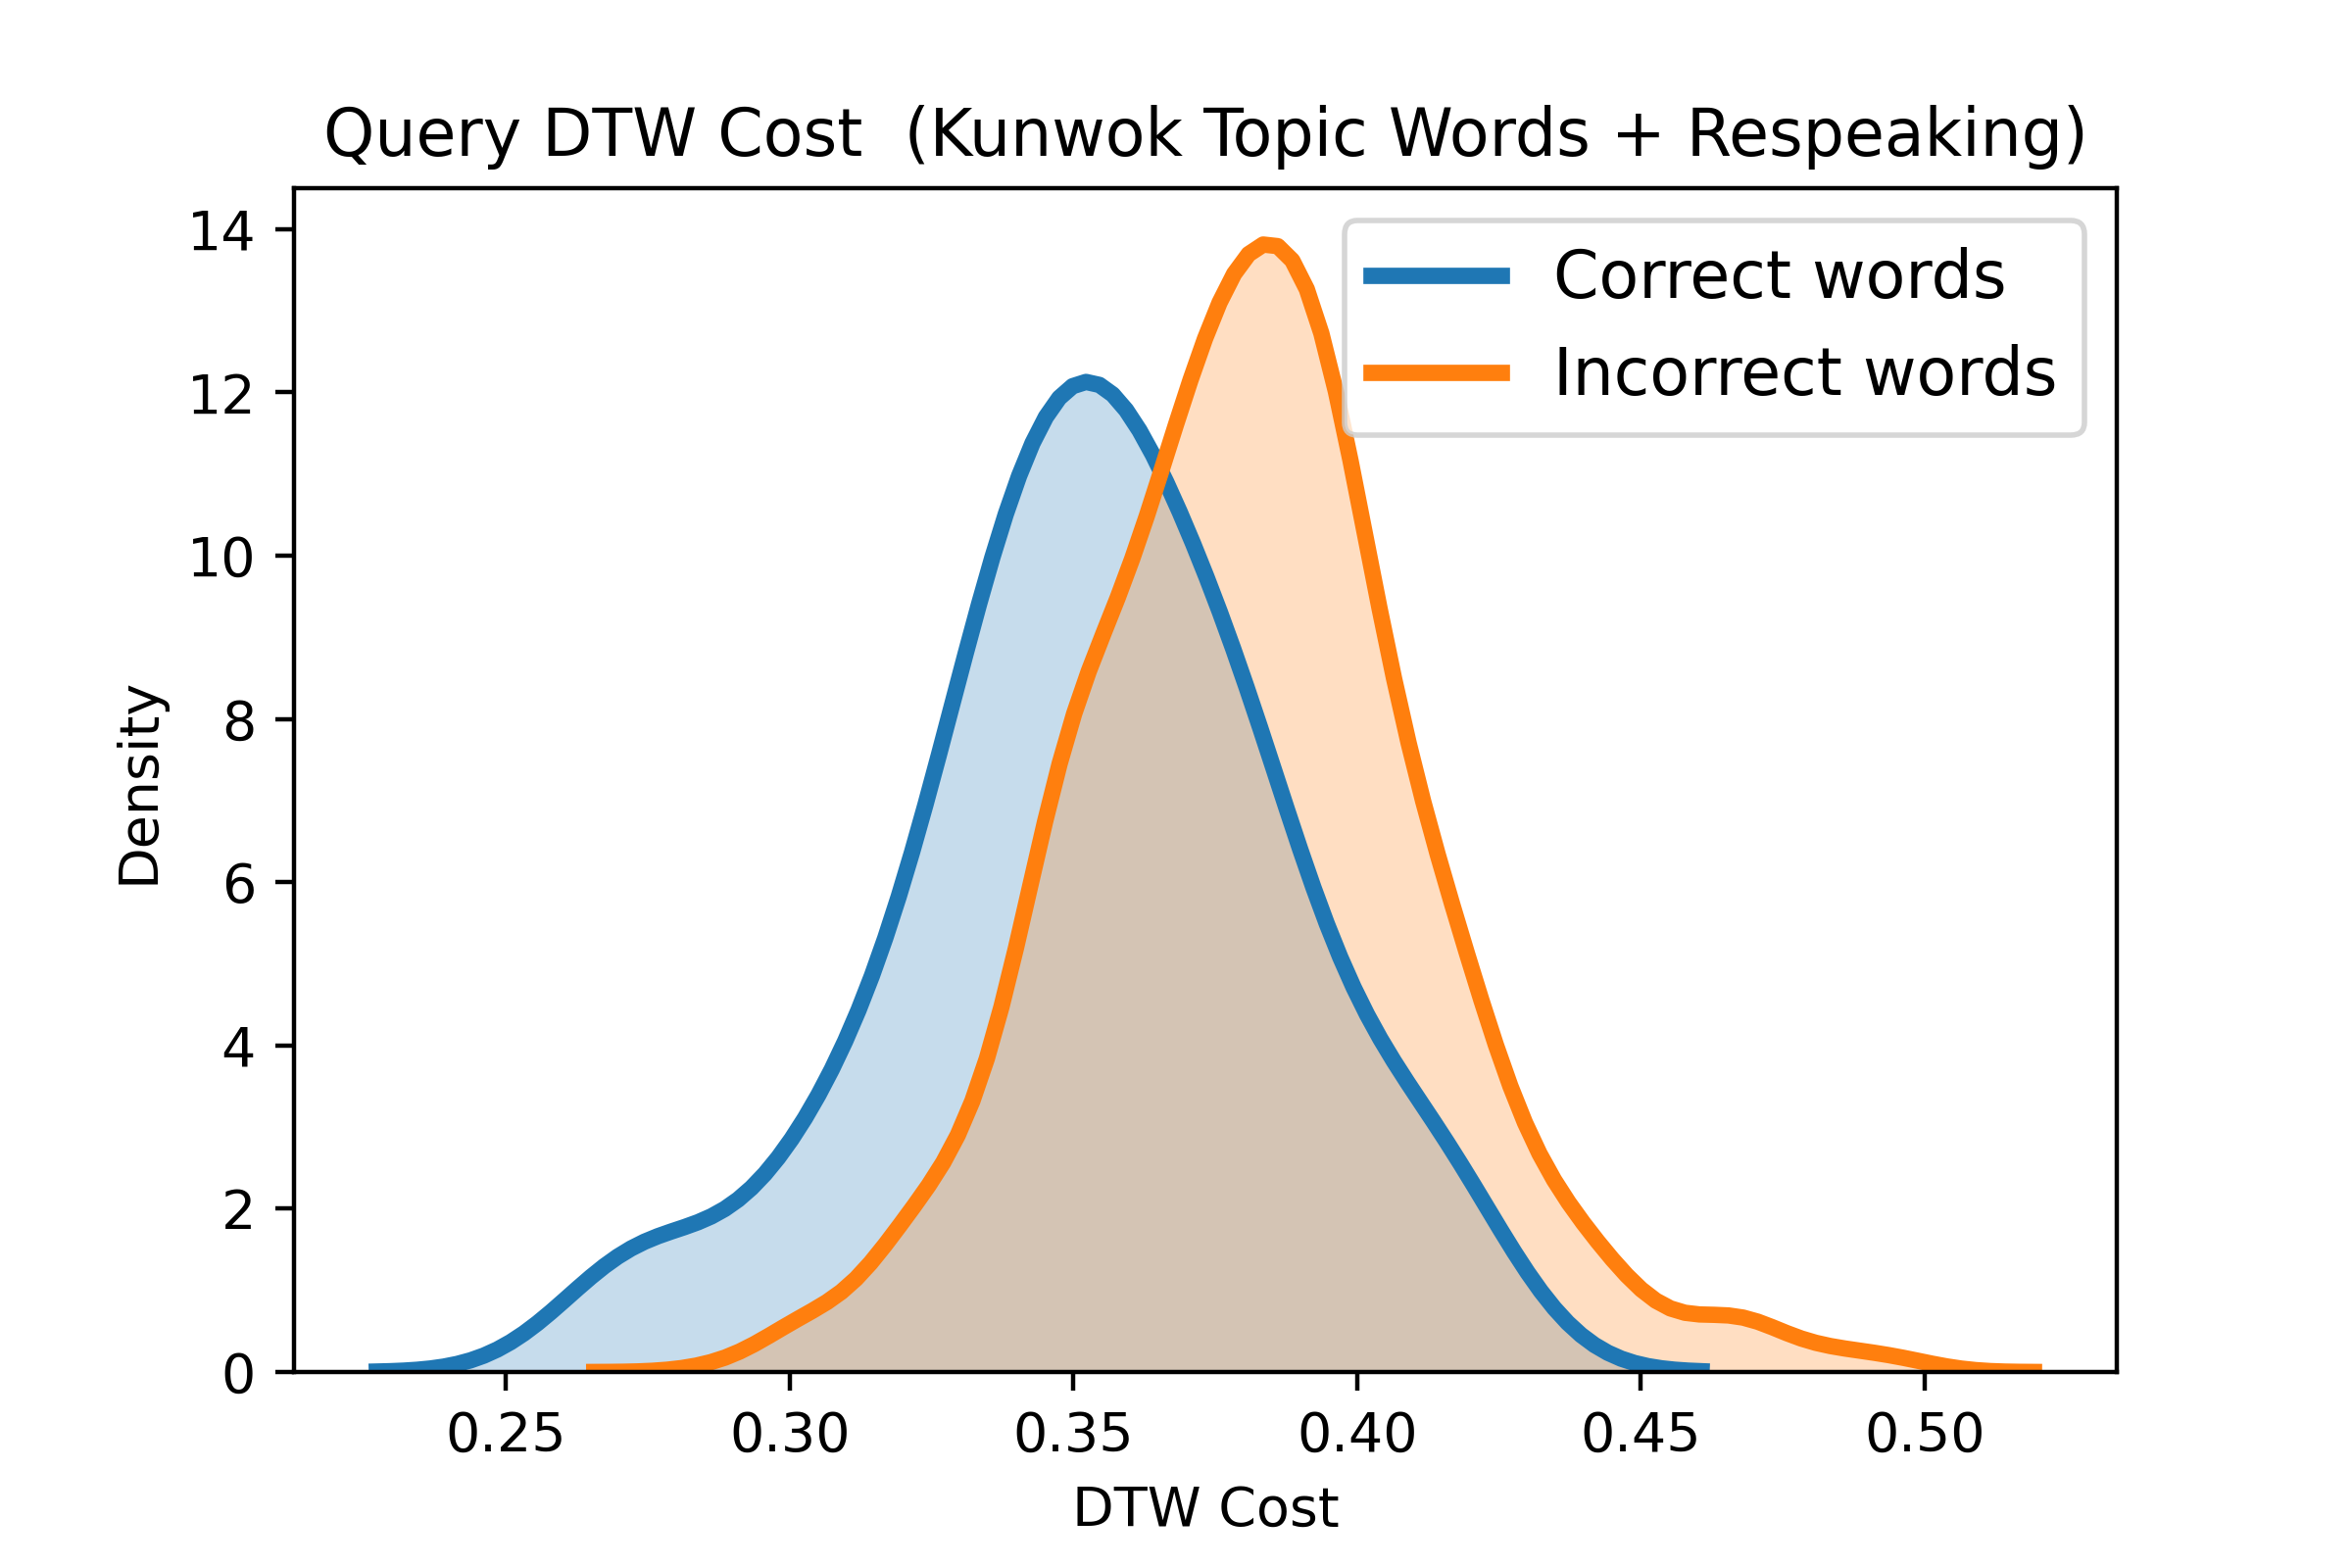 Query DTW Cost  (Kunwok Topic Words + Respeaking)
14
12
10
8
6
4
2
0
Density
Correct words
Incorrect words
0.25 0.30 0.35 0.40 0.45 0.50
DTW Cost